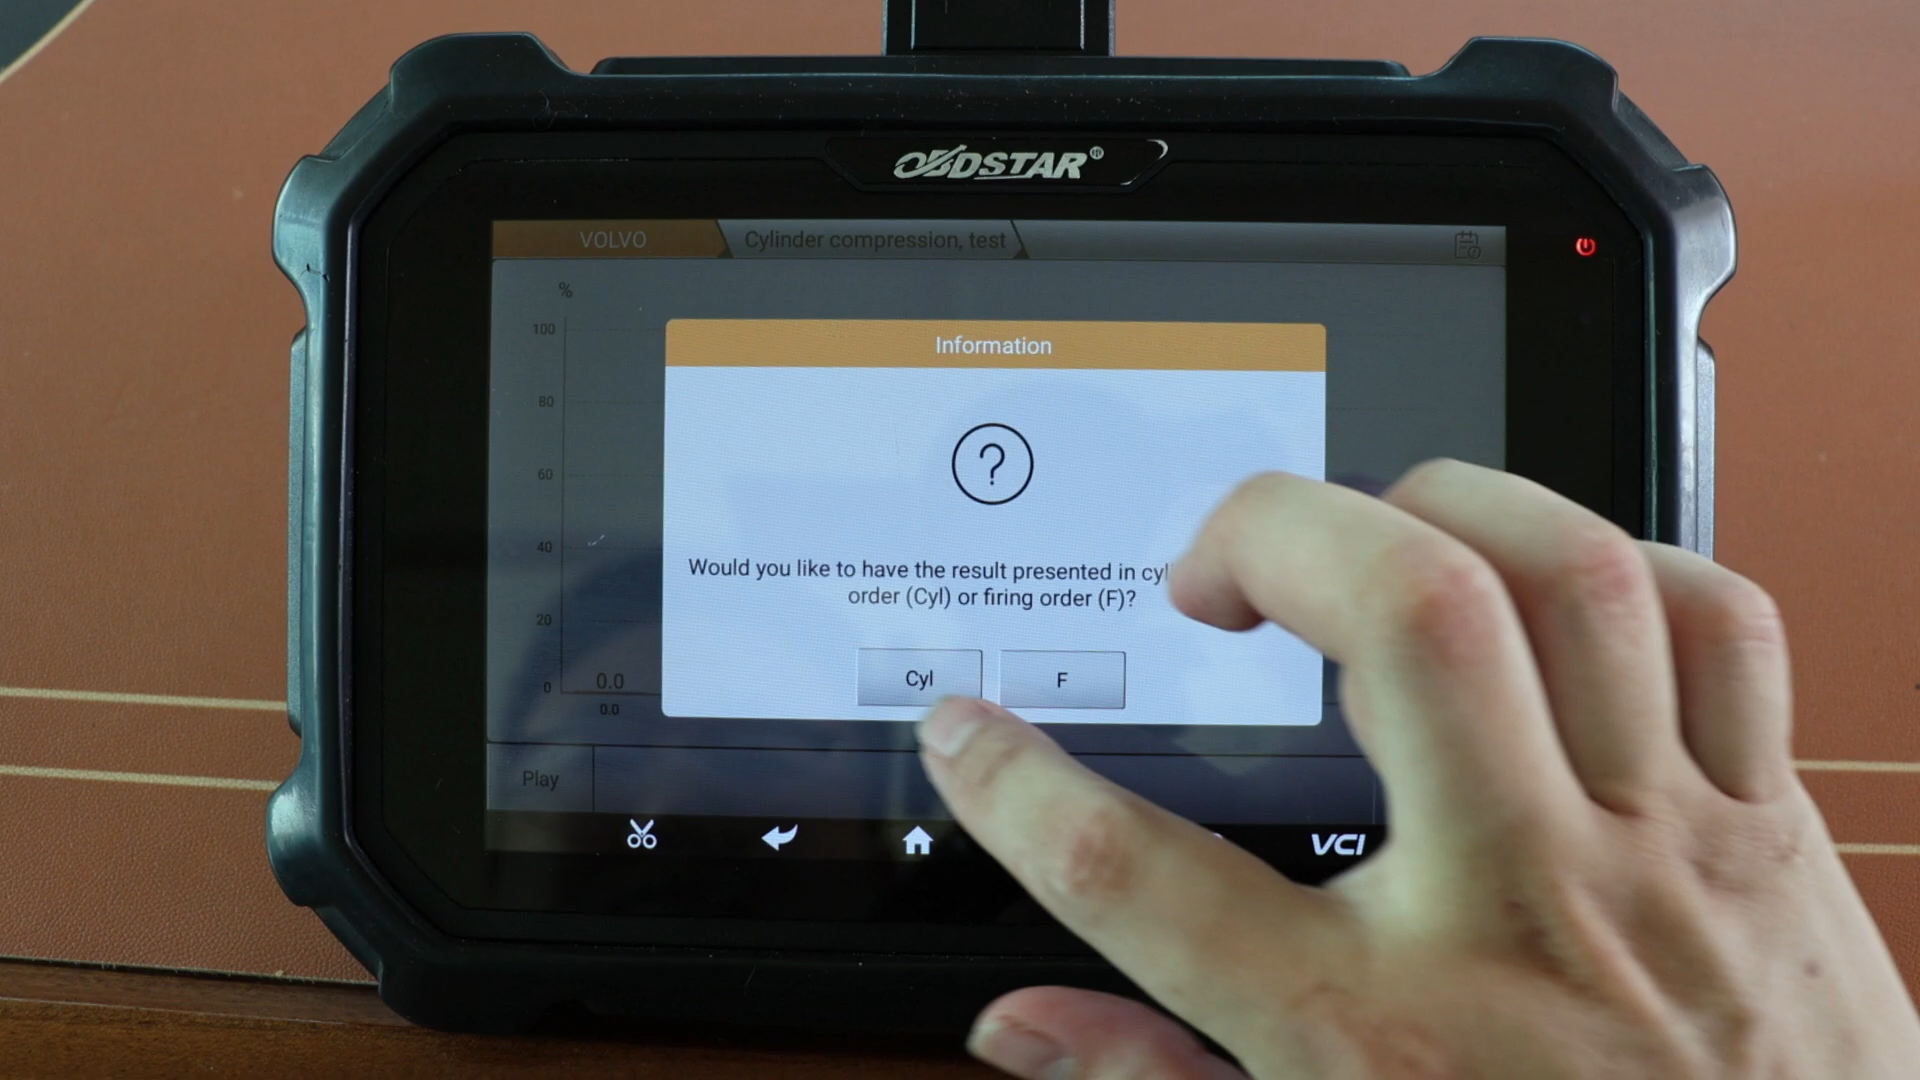 OBDSTAR®
VOLVO
Cylinder compression, test
%
100
80
60
40
20
0
0.0
0.0
Information
?
Would you like to have the result presented in
order (Cyl) or firing order (F)?
Cyl
F
Play
VCI